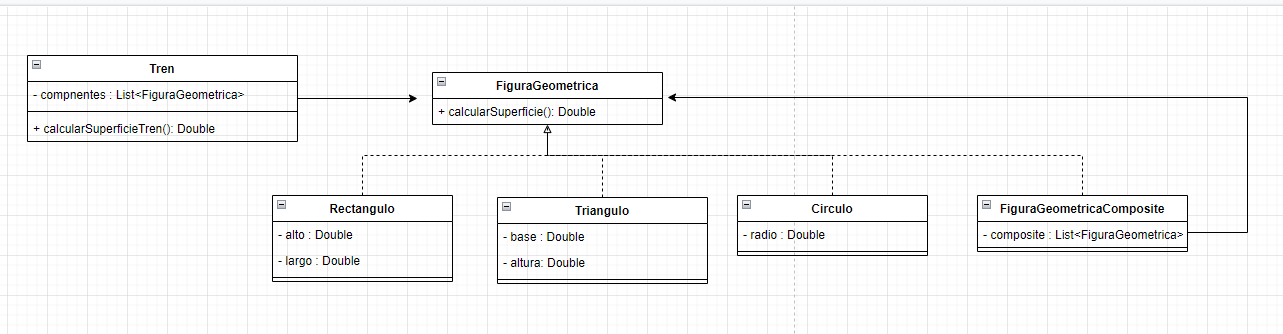 Tren
- compnentes : List<FiguraGeometrica>
+ calcularSuperficieTren(): Double
FiguraGeometrica
+ calcularSuperficie(): Double
Rectangulo
- alto : Double
- largo : Double
Triangulo
- base : Double
- altura: Double
Circulo
- radio : Double
FiguraGeometricaComposite
- composite : List<FiguraGeometrica>